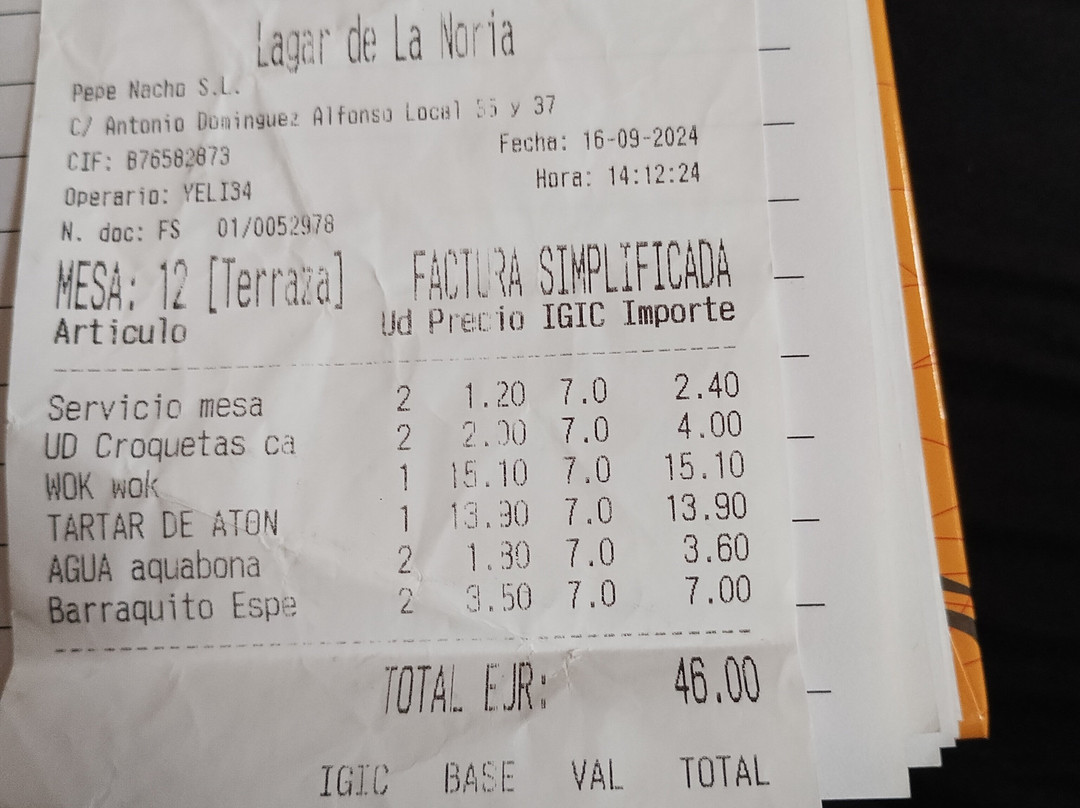 Lagar de La Noria
Pepe Nacho S.L.
C/ Antonio Dominguez Alfonso Local 35 y 37
CIF: B76582873
Fecha: 16-09-2024
Operario: YELI34
Hora: 14:12:24
N. doc: FS 01/0052978
MESA: 12 [Terraza] FACTURA SIMPLIFICADA
Articulo Ud Precio IGIC Importe
Servicio mesa 2 1.20 7.0 2.40
UD Croquetas ca 2 2.00 7.0 4.00
WOK wok 1 15.10 7.0 15.10
TARTAR DE ATUN 1 13.90 7.0 13.90
AGUA aquabona 2 1.80 7.0 3.60
Barraquito Espe 2 3.50 7.0 7.00
TOTAL EUR: 46.00
IGIC BASE VAL TOTAL